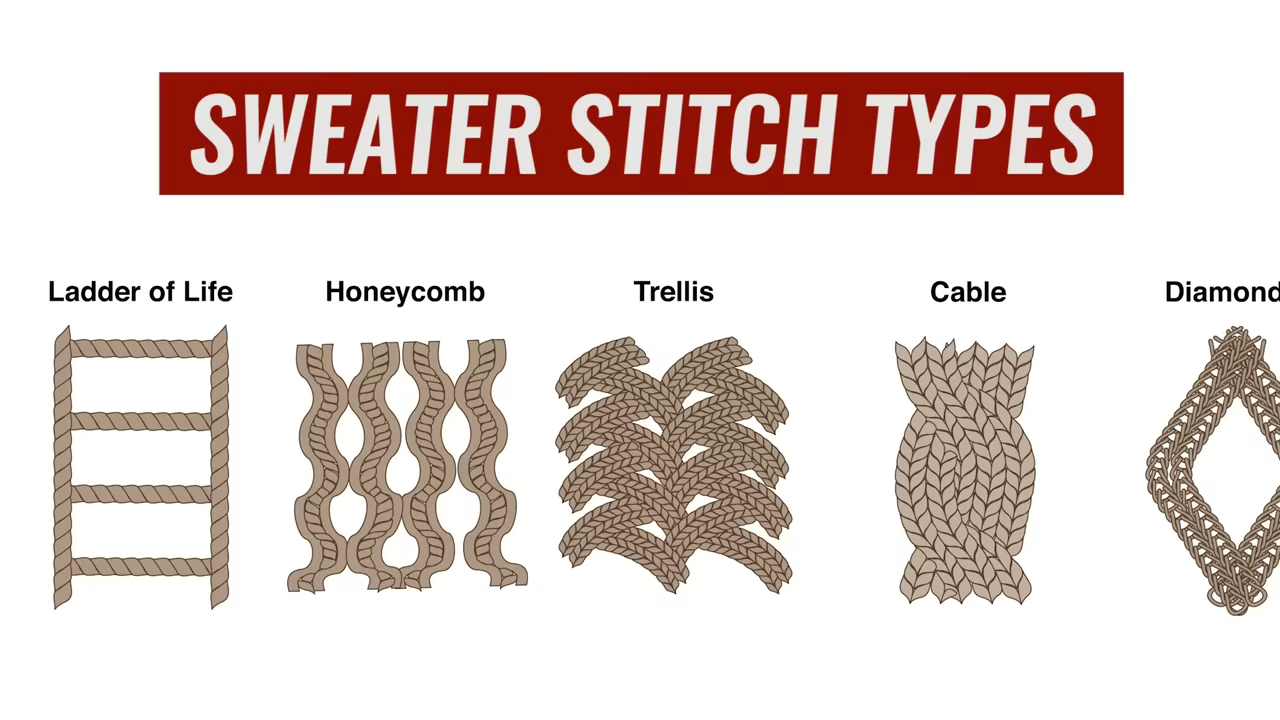 SWEATER STITCH TYPES
Ladder of Life
Honeycomb
Trellis
Cable
Diamond